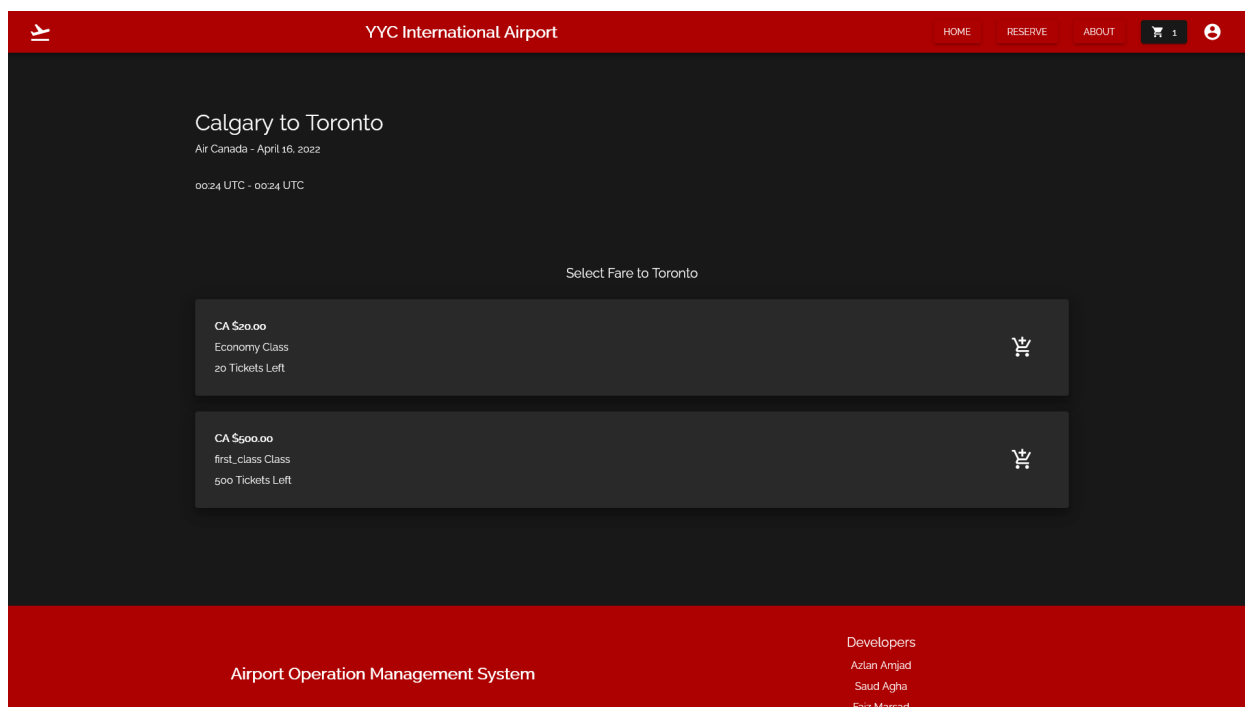 YYC International Airport
HOME
RESERVE
ABOUT
1
Calgary to Toronto
Air Canada - April 16, 2022
00:24 UTC - 00:24 UTC
Select Fare to Toronto
CA $20.00
Economy Class
20 Tickets Left
CA $500.00
first_class Class
500 Tickets Left
Airport Operation Management System
Developers
Azlan Amjad
Saud Agha
Faiz Marsad